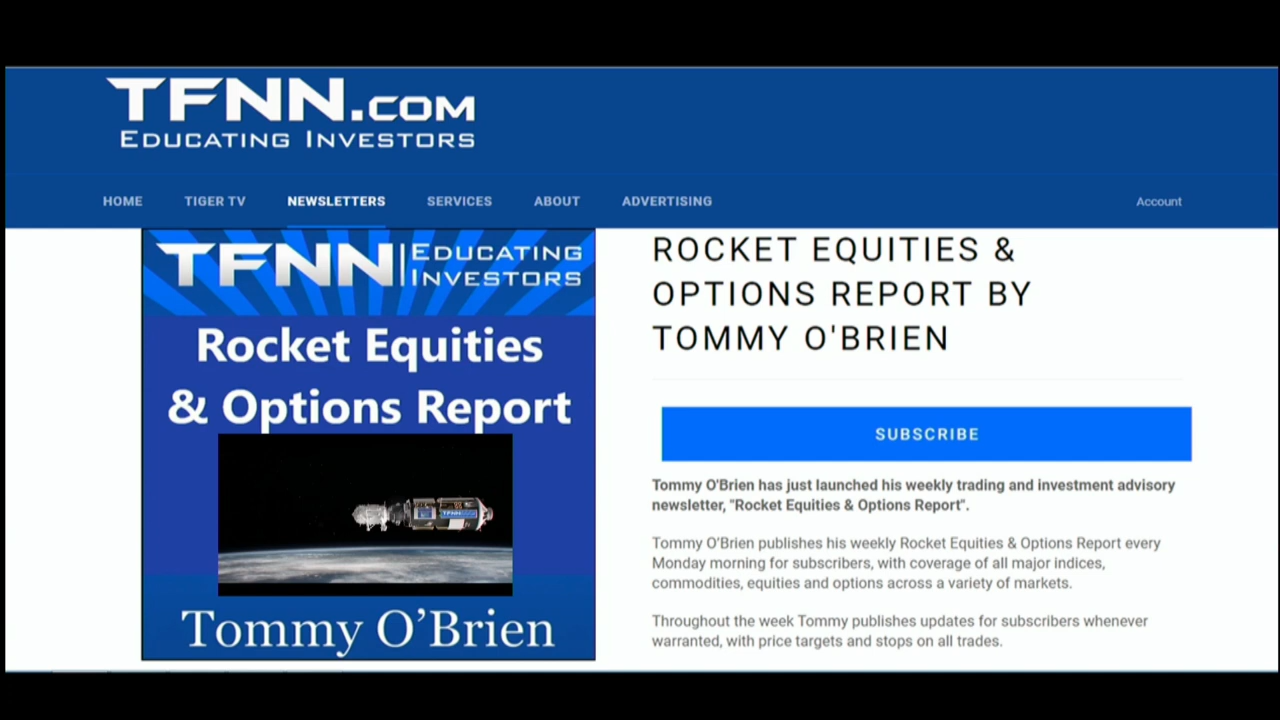 TFNN.COM
EDUCATING INVESTORS
HOME TIGER TV NEWSLETTERS SERVICES ABOUT ADVERTISING Account
TFNN EDUCATING
INVESTORS
Rocket Equities
& Options Report
TFNN
Tommy O’Brien
ROCKET EQUITIES &
OPTIONS REPORT BY
TOMMY O'BRIEN
SUBSCRIBE
Tommy O'Brien has just launched his weekly trading and investment advisory
newsletter, "Rocket Equities & Options Report".
Tommy O’Brien publishes his weekly Rocket Equities & Options Report every
Monday morning for subscribers, with coverage of all major indices,
commodities, equities and options across a variety of markets.
Throughout the week Tommy publishes updates for subscribers whenever
warranted, with price targets and stops on all trades.